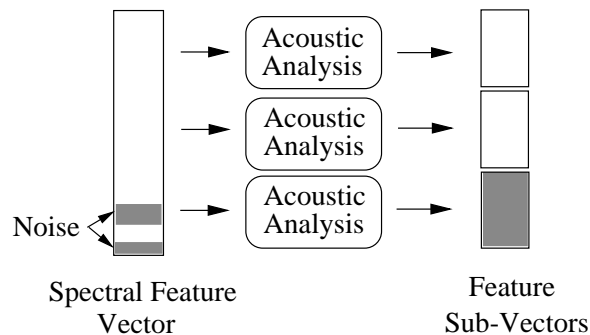 Acoustic
Analysis
Acoustic
Analysis
Acoustic
Analysis
Noise
Spectral Feature
Vector
Feature
Sub-Vectors